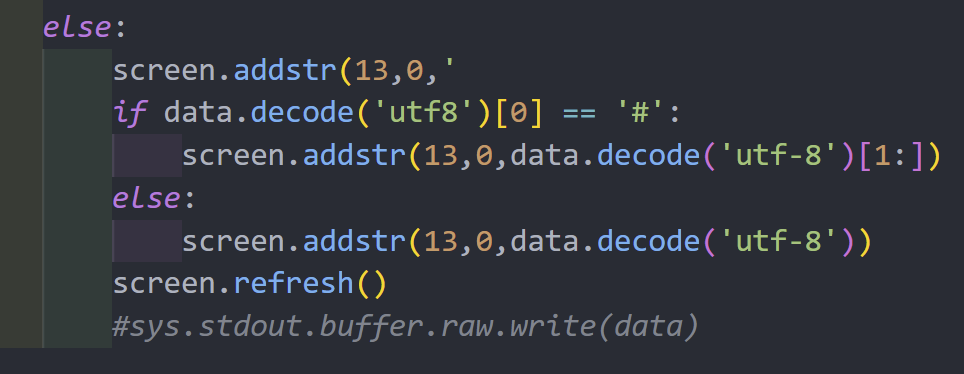 else:
screen.addstr(13,0,'
if data.decode('utf8')[0] == '#':
screen.addstr(13,0,data.decode('utf-8')[1:])
else:
screen.addstr(13,0,data.decode('utf-8'))
screen.refresh()
#sys.stdout.buffer.raw.write(data)